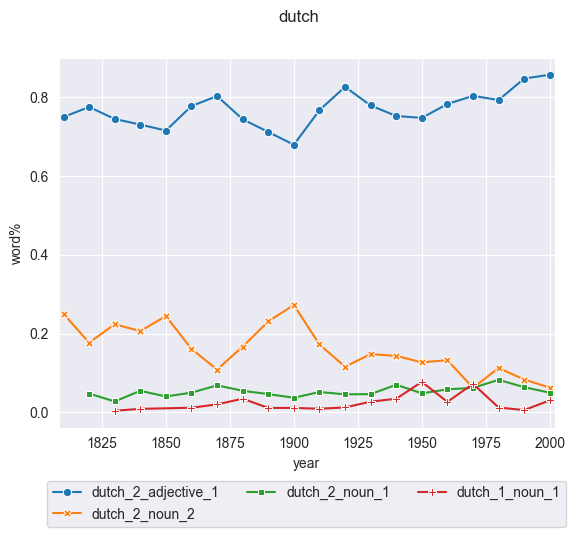 dutch
word%
0.8
0.6
0.4
0.2
0.0
1825 1850 1875 1900 1925 1950 1975 2000
year
dutch_2_adjective_1 dutch_2_noun_1 dutch_1_noun_1
dutch_2_noun_2